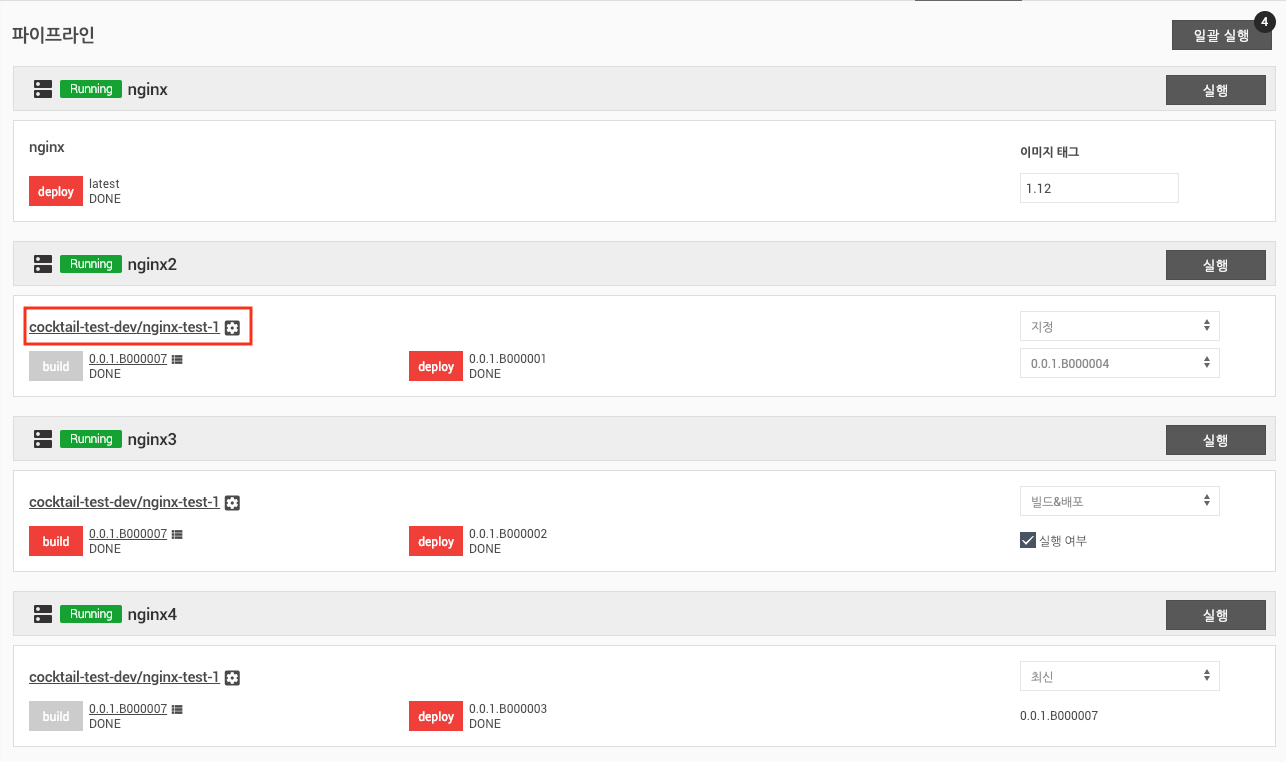 파이프라인
일괄 실행
4
Running nginx
실행
nginx
이미지 태그
deploy
latest
DONE
1.12
Running nginx2
실행
cocktail-test-dev/nginx-test-1
지정
build
0.0.1.B000007
DONE
deploy
0.0.1.B000001
DONE
0.0.1.B000004
Running nginx3
실행
cocktail-test-dev/nginx-test-1
빌드&배포
build
0.0.1.B000007
DONE
deploy
0.0.1.B000002
DONE
실행 여부
Running nginx4
실행
cocktail-test-dev/nginx-test-1
최신
build
0.0.1.B000007
DONE
deploy
0.0.1.B000003
DONE
0.0.1.B000007